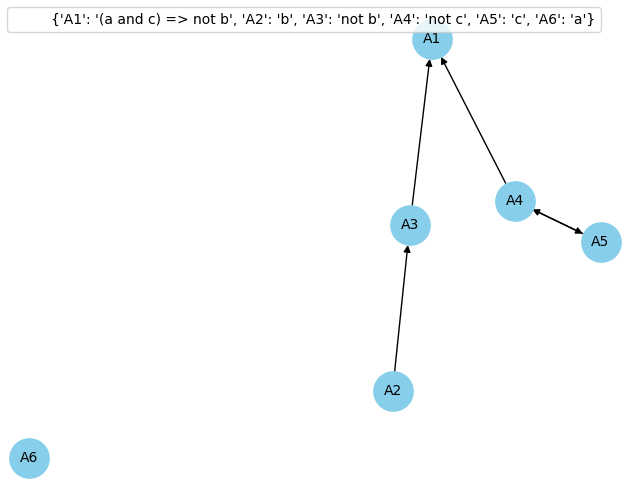 {'A1': '(a and c) => not b', 'A2': 'b', 'A3': 'not b', 'A4': 'not c', 'A5': 'c', 'A6': 'a'}
A1
A4
A3
A5
A2
A6